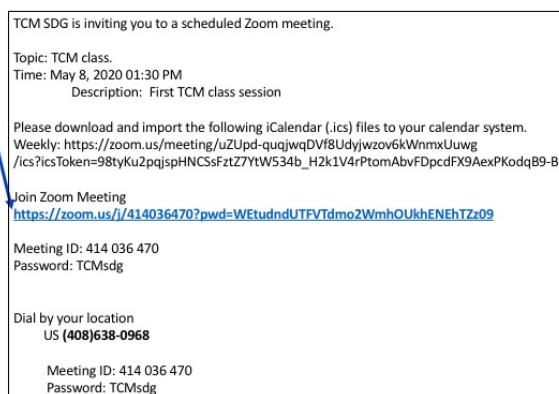 TCM SDG is inviting you to a scheduled Zoom meeting.
Topic: TCM class.
Time: May 8, 2020 01:30 PM
Description: First TCM class session
Please download and import the following iCalendar (.ics) files to your calendar system.
Weekly: https://zoom.us/meeting/uZUpd-quqjwqDVf8Udyjwzov6kWnmxUuwg
/ics?icsToken=98tyKu2pqjspHNCSsFztZ7YtW534b_H2k1V4rPtomAbvFDpcdFX9AexPKodqB9-B
Join Zoom Meeting
https://zoom.us/j/414036470?pwd=WEtudndUTFVTdmo2WmhOUkhENEhTZz09
Meeting ID: 414 036 470
Password: TCMsdg
Dial by your location
US (408)638-0968
Meeting ID: 414 036 470
Password: TCMsdg